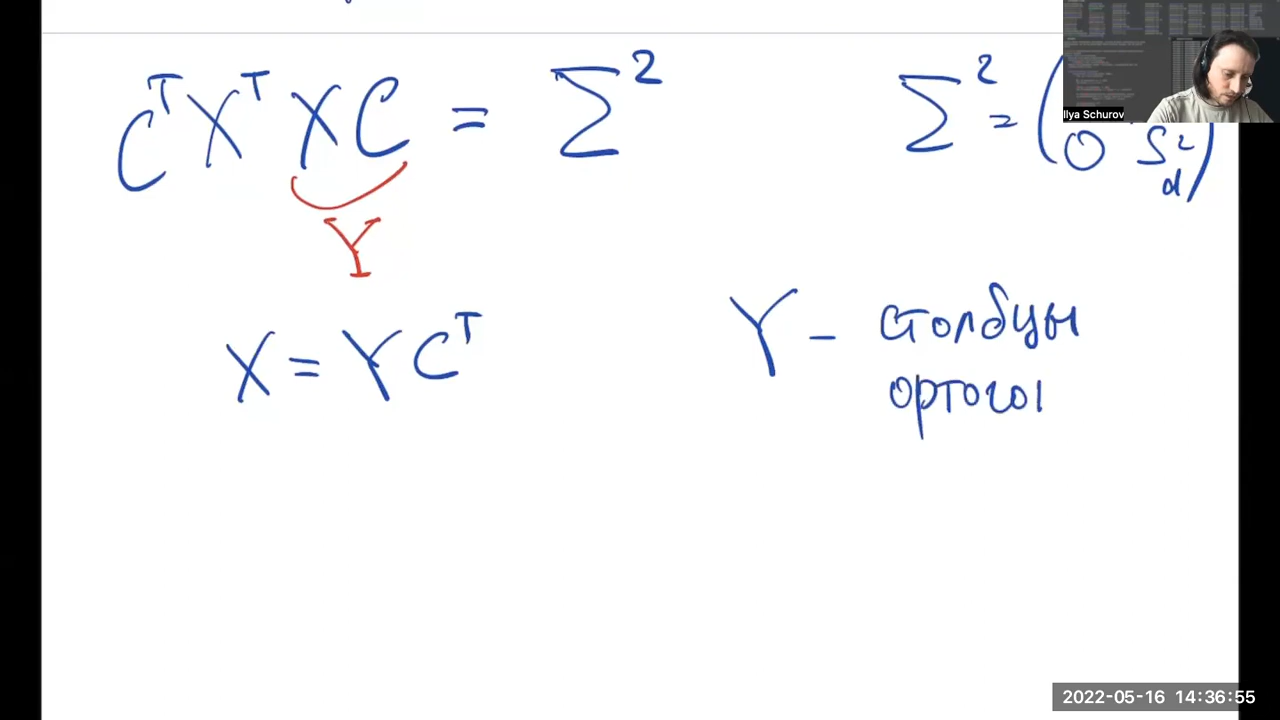 CᵀXᵀXC = Σ²
Σ² = ( 0 S²_d )
Y
X = YCᵀ
Y – столбцы
ортогон
Ilya Schurov
2022-05-16 14:36:55